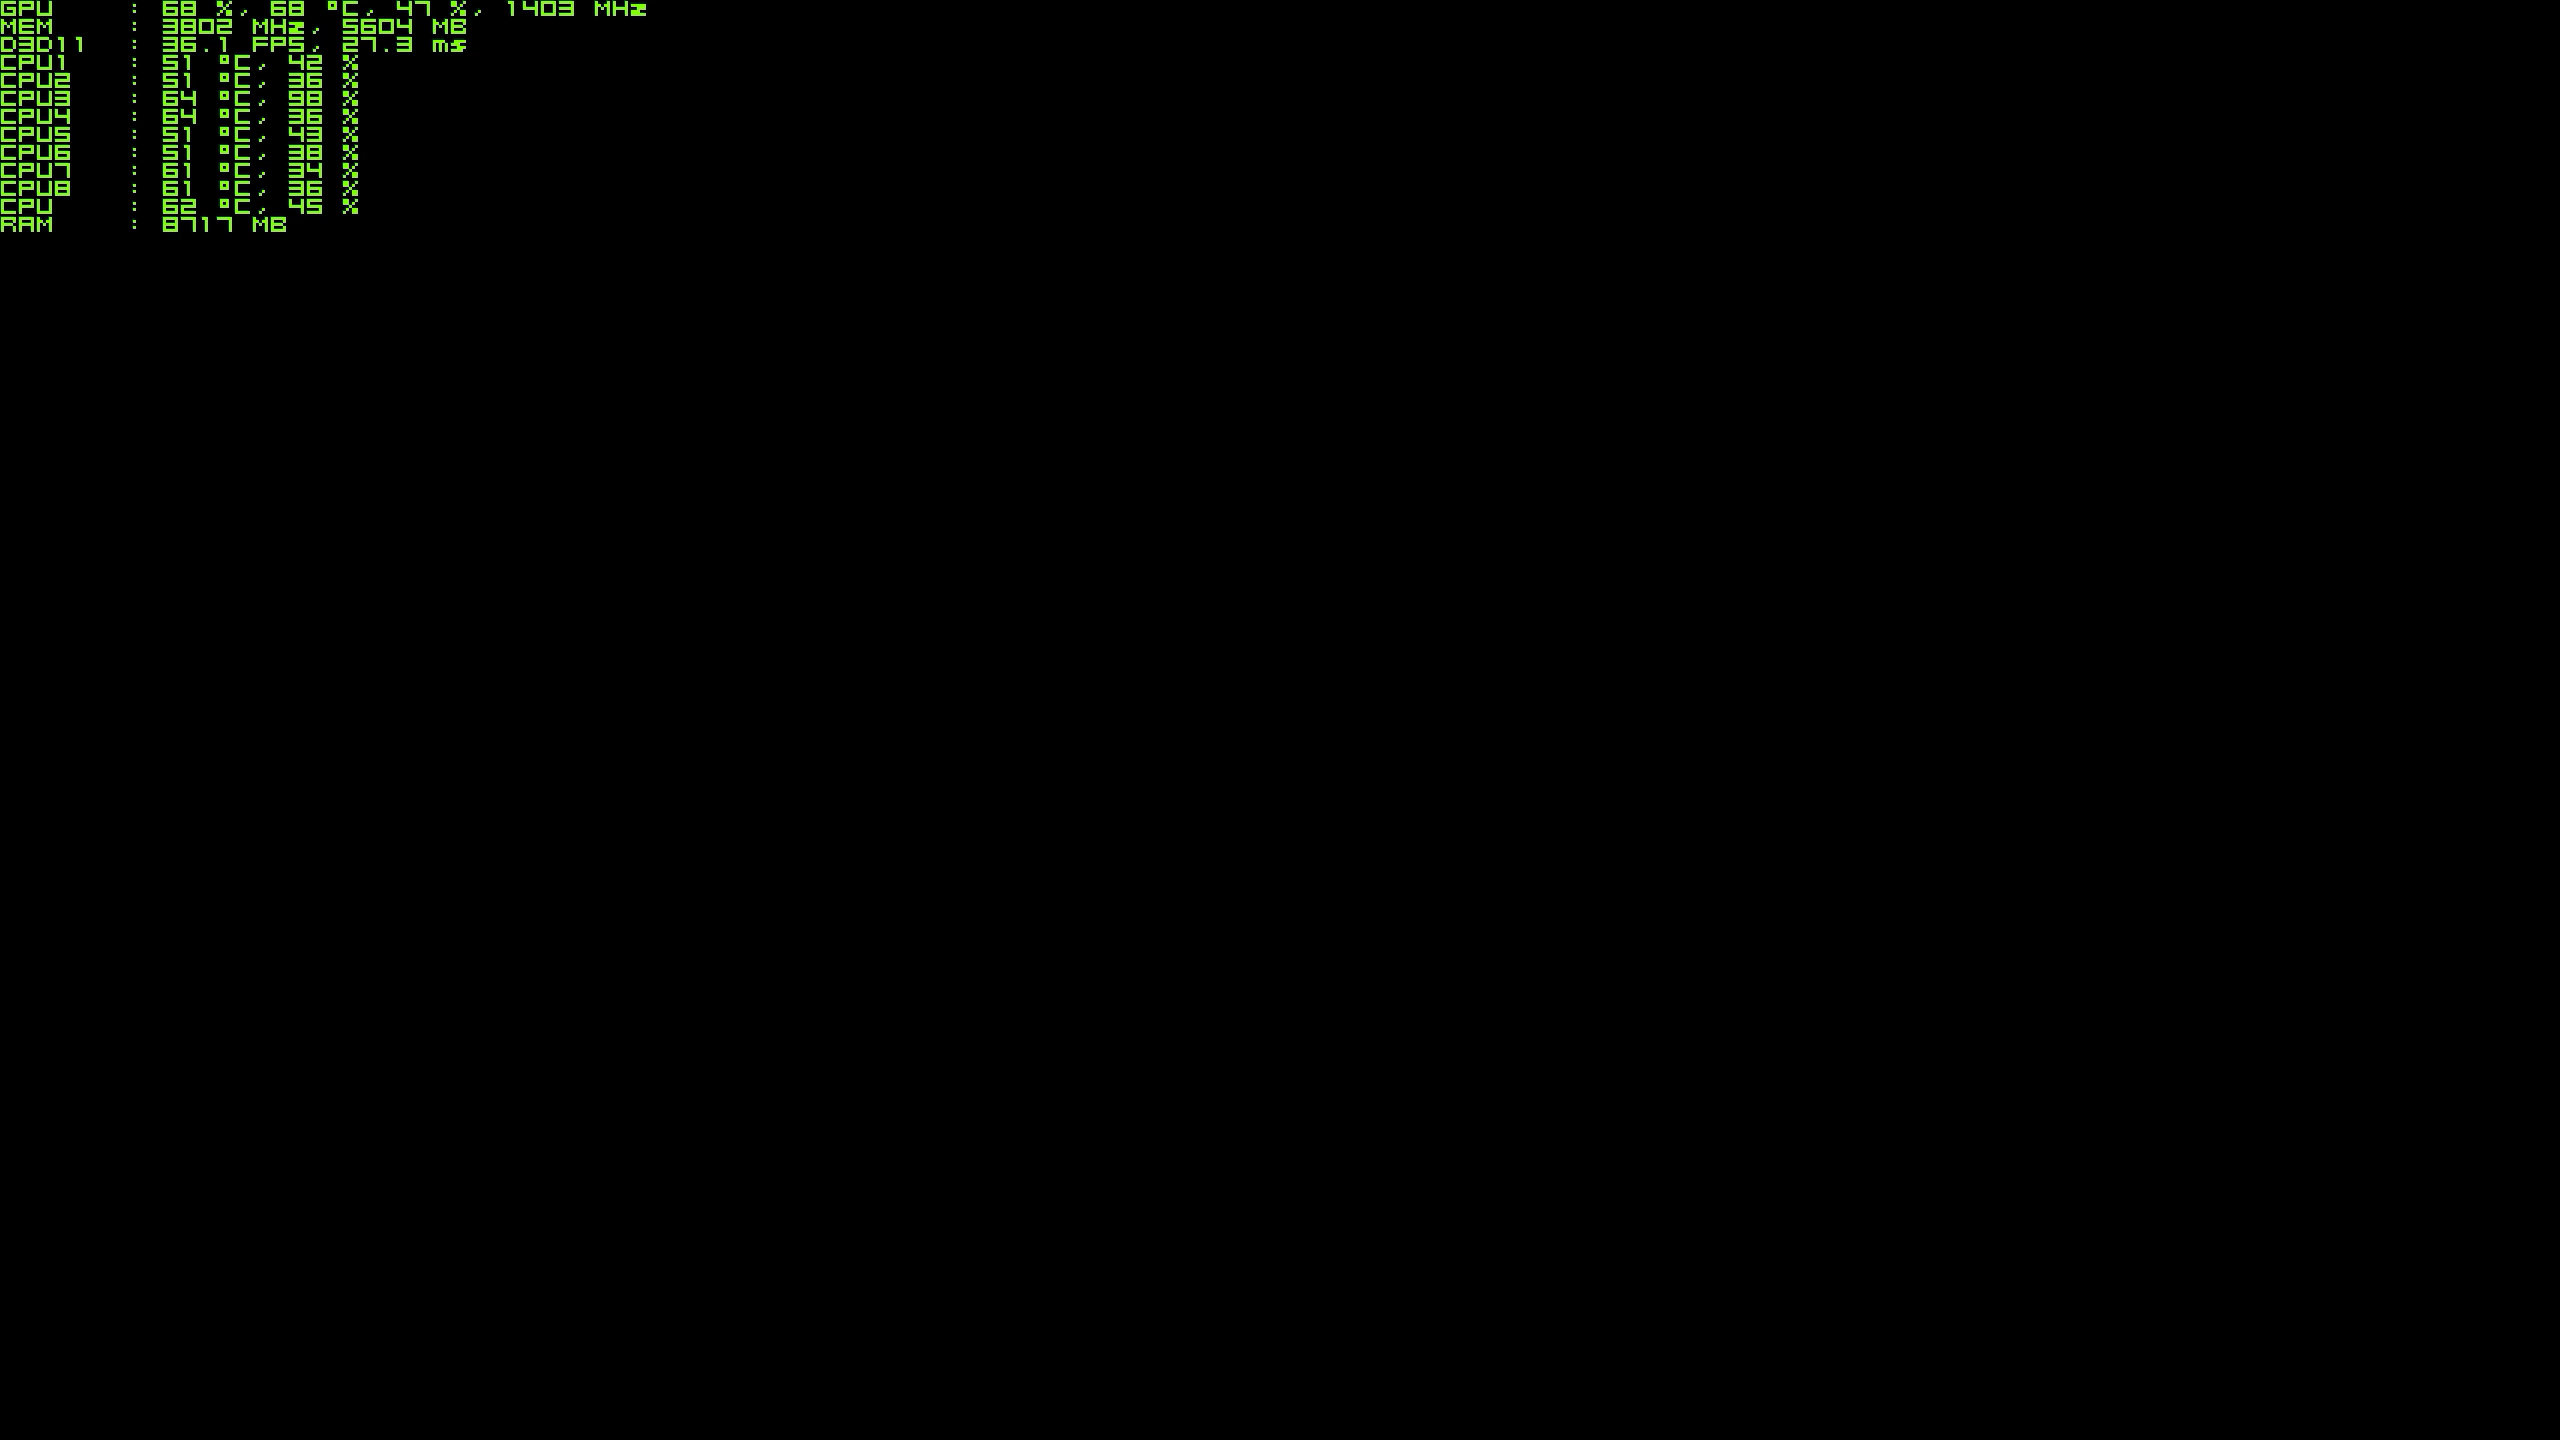 GPU : 68 %, 68 °C, 47 %, 1403 MHz
MEM : 3802 MHz, 5604 MB
D3D11 : 36.1 FPS, 27.3 ms
CPU1 : 51 °C, 42 %
CPU2 : 51 °C, 36 %
CPU3 : 64 °C, 98 %
CPU4 : 64 °C, 36 %
CPU5 : 51 °C, 43 %
CPU6 : 51 °C, 38 %
CPU7 : 61 °C, 34 %
CPU8 : 61 °C, 36 %
CPU : 62 °C, 45 %
RAM : 8717 MB